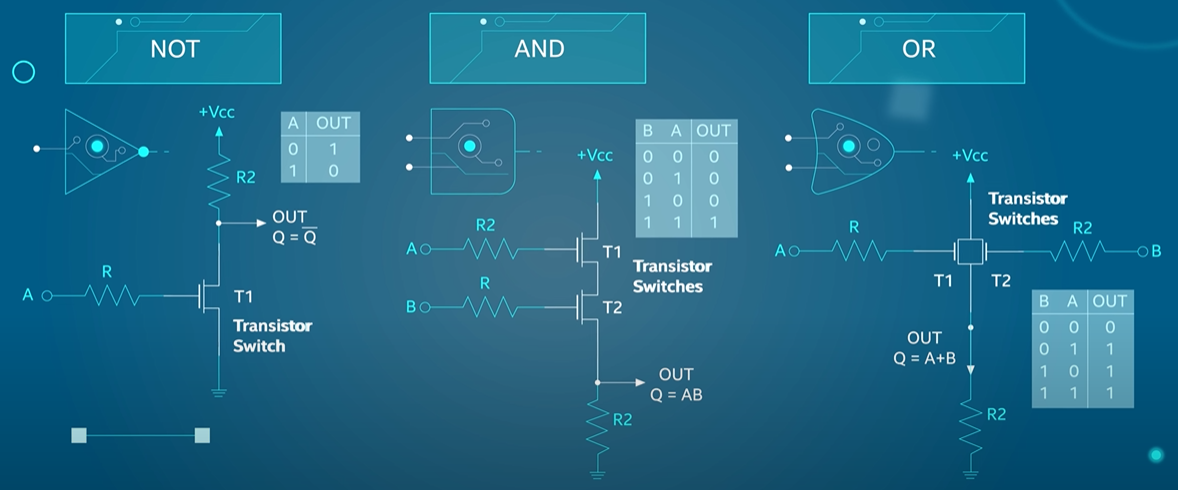 NOT
+Vcc
A OUT
0 1
1 0
R2
OUT
Q = Q̅
R
A
T1
Transistor
Switch
AND
+Vcc
B A OUT
0 0 0
0 1 0
1 0 0
1 1 1
R2
A
T1
Transistor
Switches
R
B
T2
OUT
Q = AB
R2
OR
+Vcc
Transistor
Switches
R
R2
A
B
T1 T2
B A OUT
0 0 0
0 1 1
1 0 1
1 1 1
OUT
Q = A+B
R2